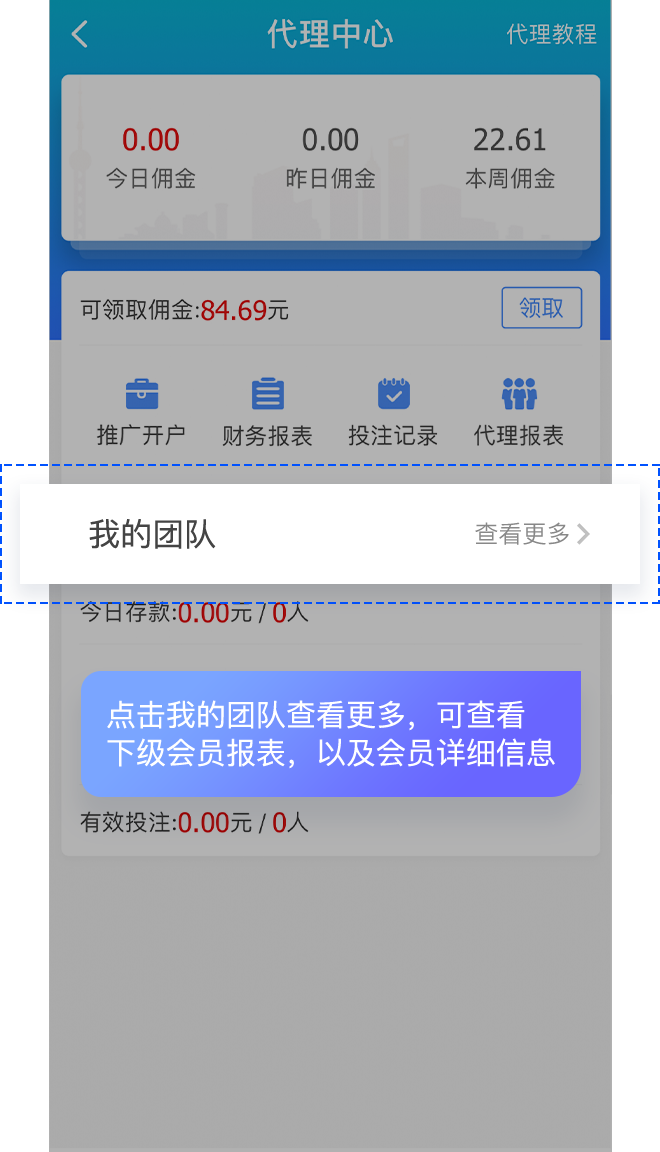 代理中心
代理教程
0.00
0.00
22.61
今日佣金
昨日佣金
本周佣金
可领取佣金:84.69元
领取
推广开户
财务报表
投注记录
代理报表
我的团队
查看更多
今日存款:0.00元 / 0人
点击我的团队查看更多，可查看
下级会员报表，以及会员详细信息
有效投注:0.00元 / 0人